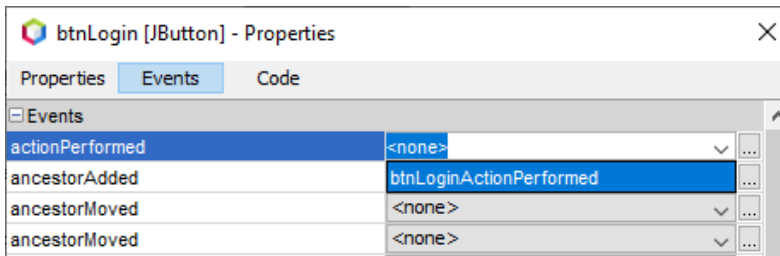 btnLogin [JButton] - Properties
Properties Events Code
Events
actionPerformed <none> ...
ancestorAdded btnLoginActionPerformed ...
ancestorMoved <none> ...
ancestorMoved <none> ...